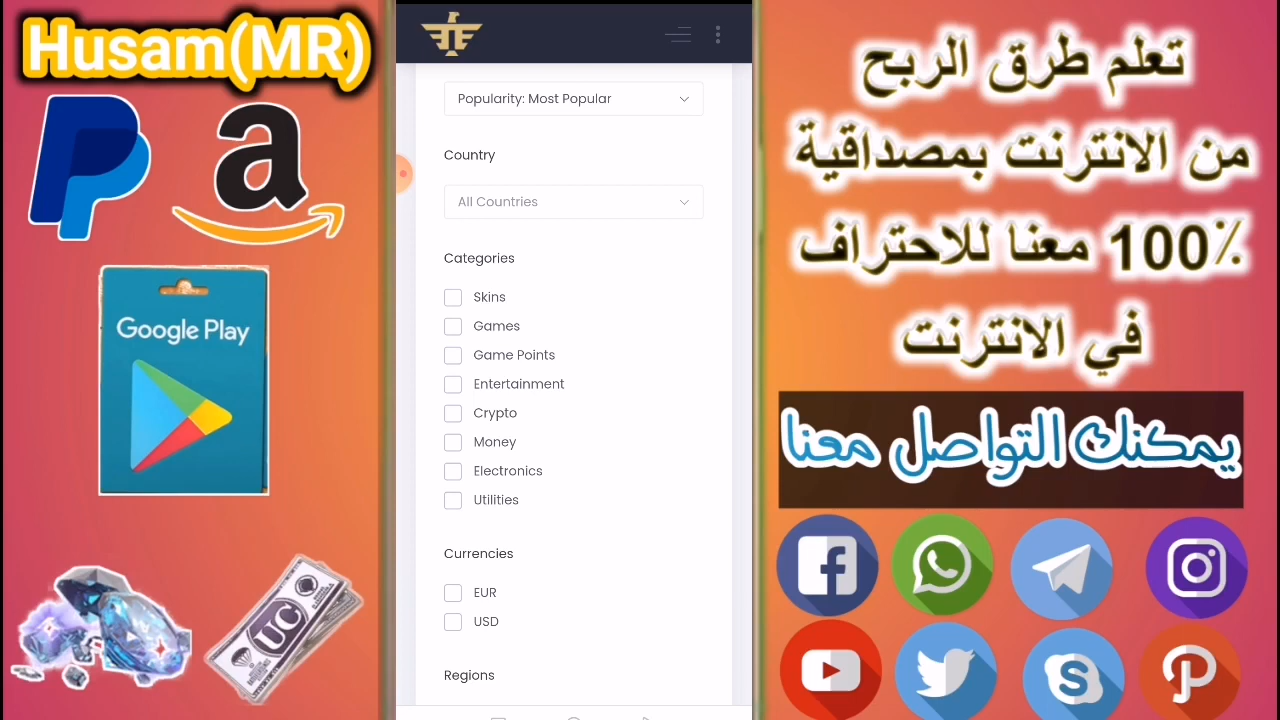 Husam(MR)
Google Play
UC
Popularity: Most Popular
Country
All Countries
Categories
Skins
Games
Game Points
Entertainment
Crypto
Money
Electronics
Utilities
Currencies
EUR
USD
Regions
تعلم طرق الربح
من الانترنت بمصداقية
100٪ معنا للاحتراف
في الانترنت
يمكنك التواصل معنا